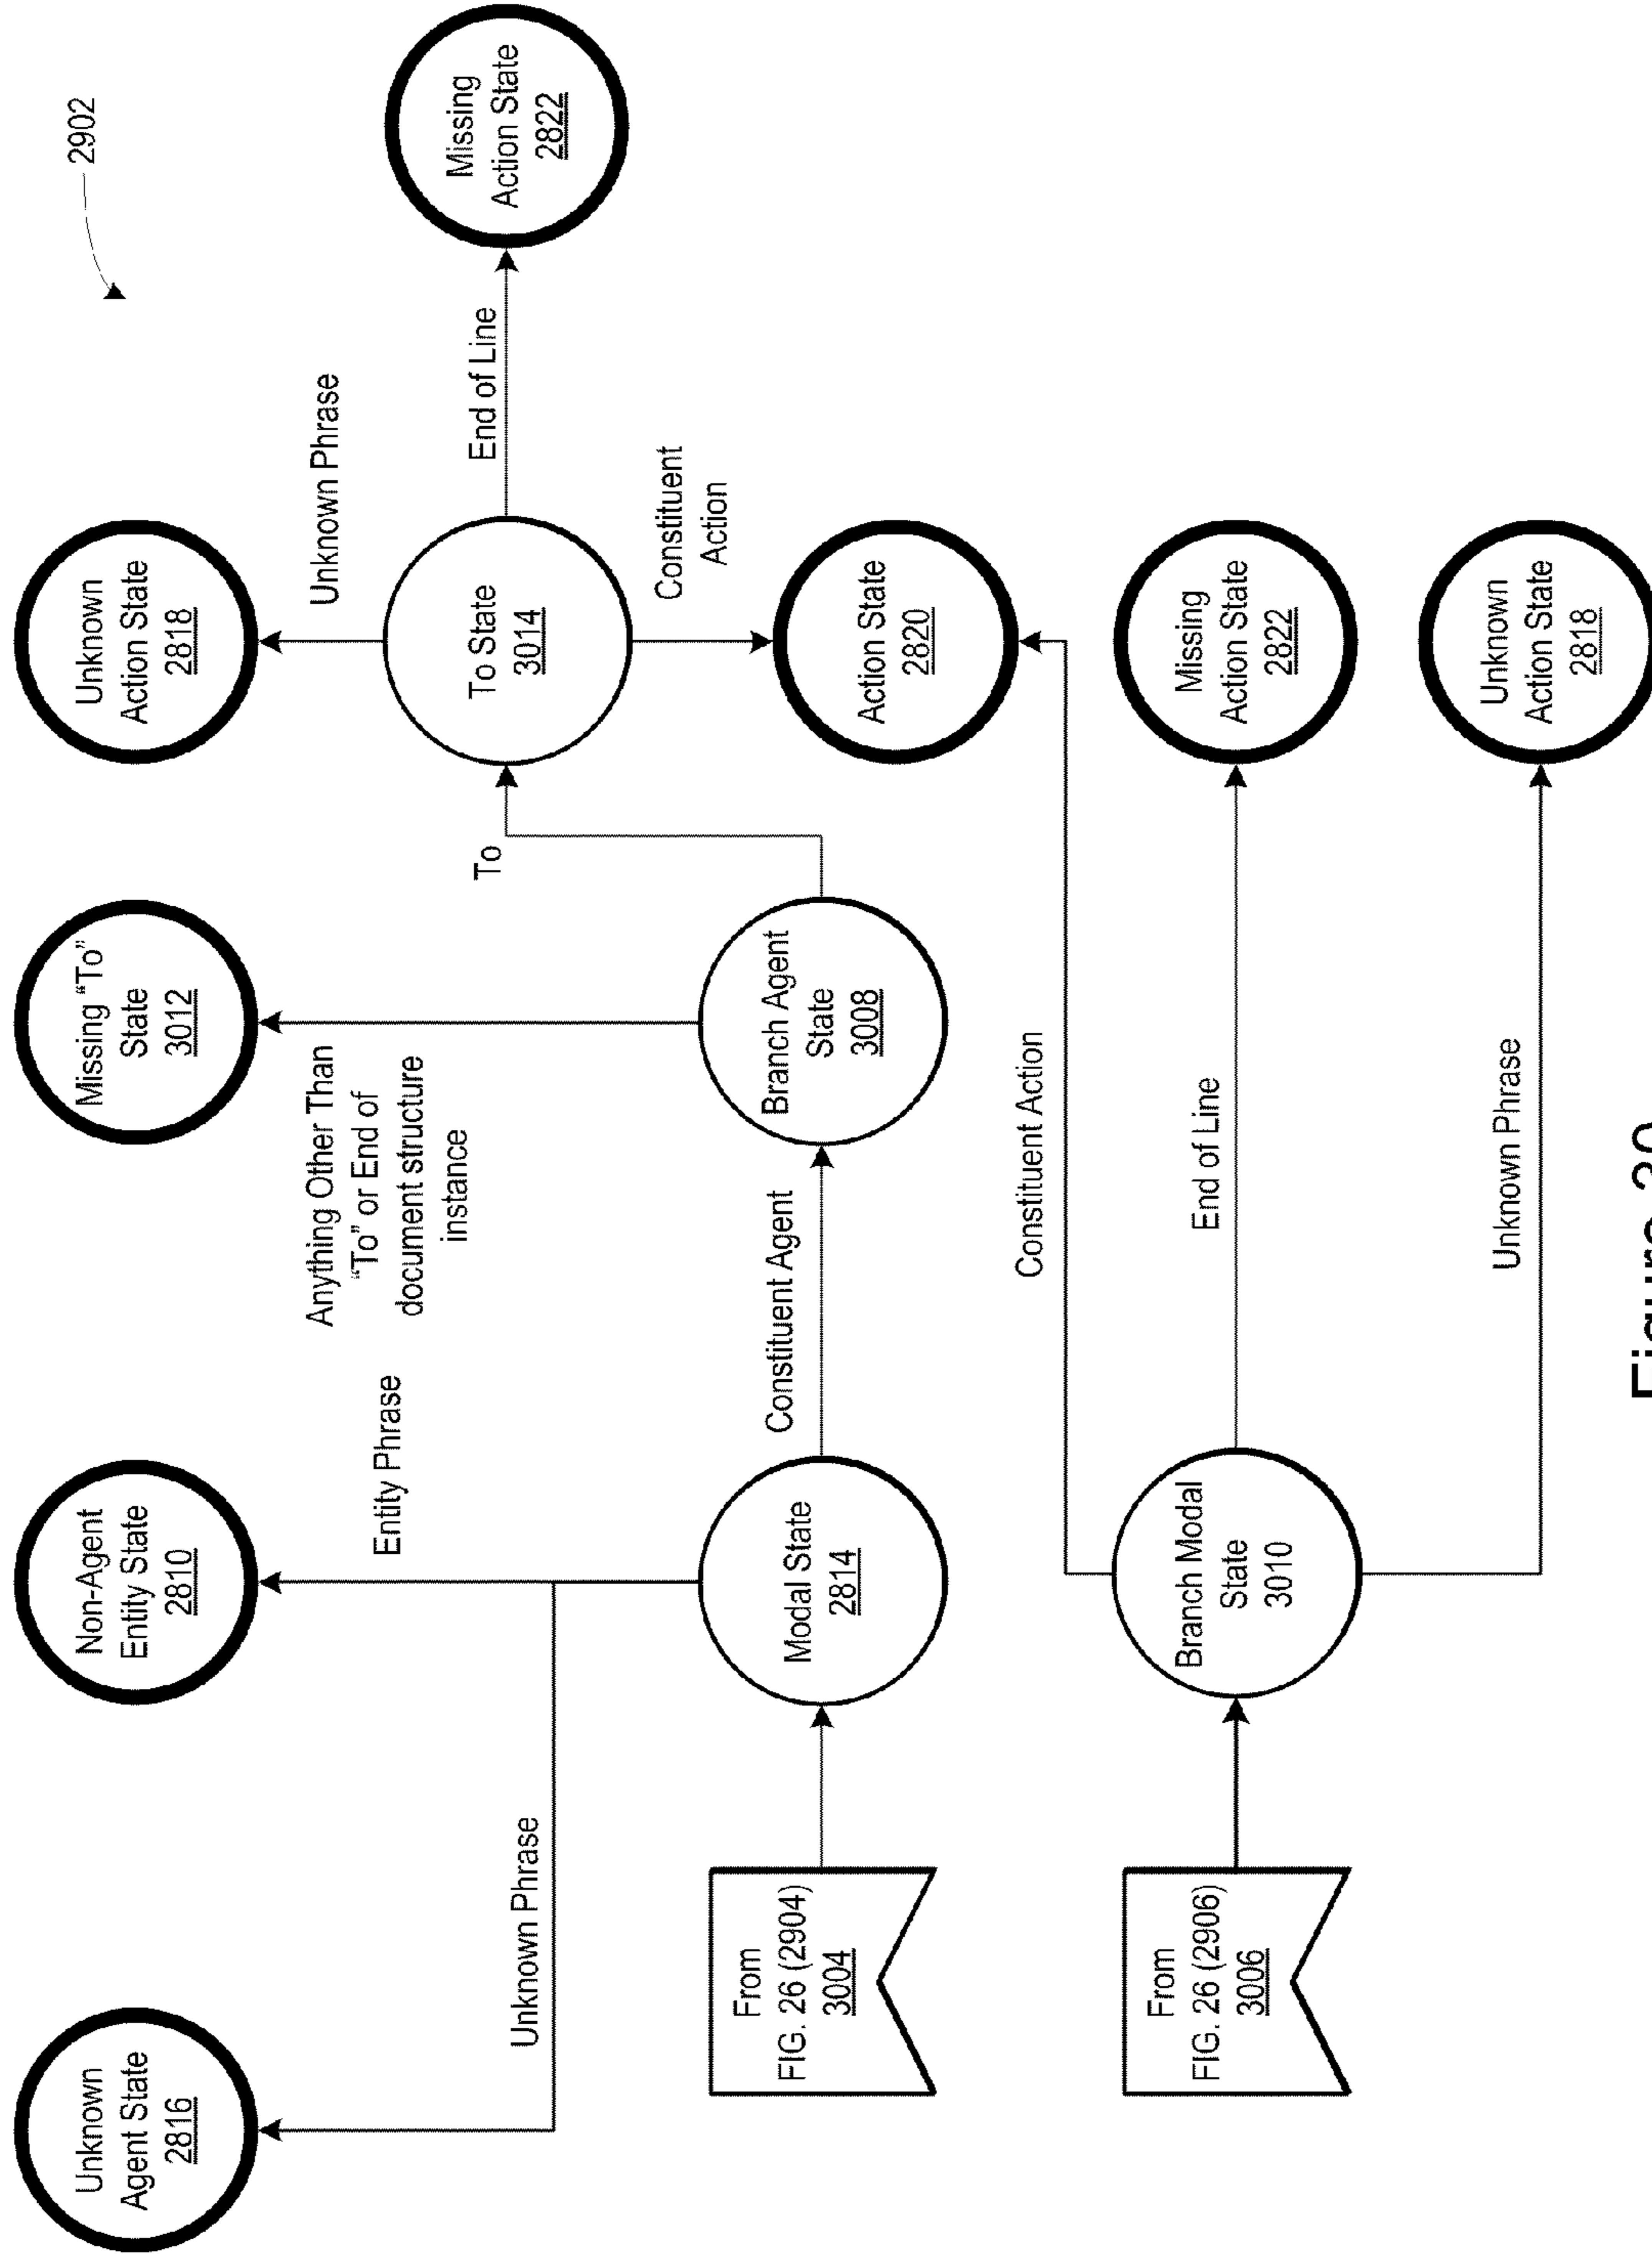 2902
Unknown
Agent State
2816
Non-Agent
Entity State
2810
Missing "To"
State
3012
Unknown
Action State
2818
Unknown Phrase
Entity Phrase
Anything Other Than
"To" or End of
document structure
instance
Unknown Phrase
To
To State
3014
End of Line
Missing
Action State
2822
From
FIG. 26 (2904)
3004
Modal State
2814
Constituent Agent
Branch Agent
State
3008
Constituent
Action
Action State
2820
Constituent Action
From
FIG. 26 (2906)
3006
Branch Modal
State
3010
End of Line
Missing
Action State
2822
Unknown Phrase
Unknown
Action State
2818
Figure 30